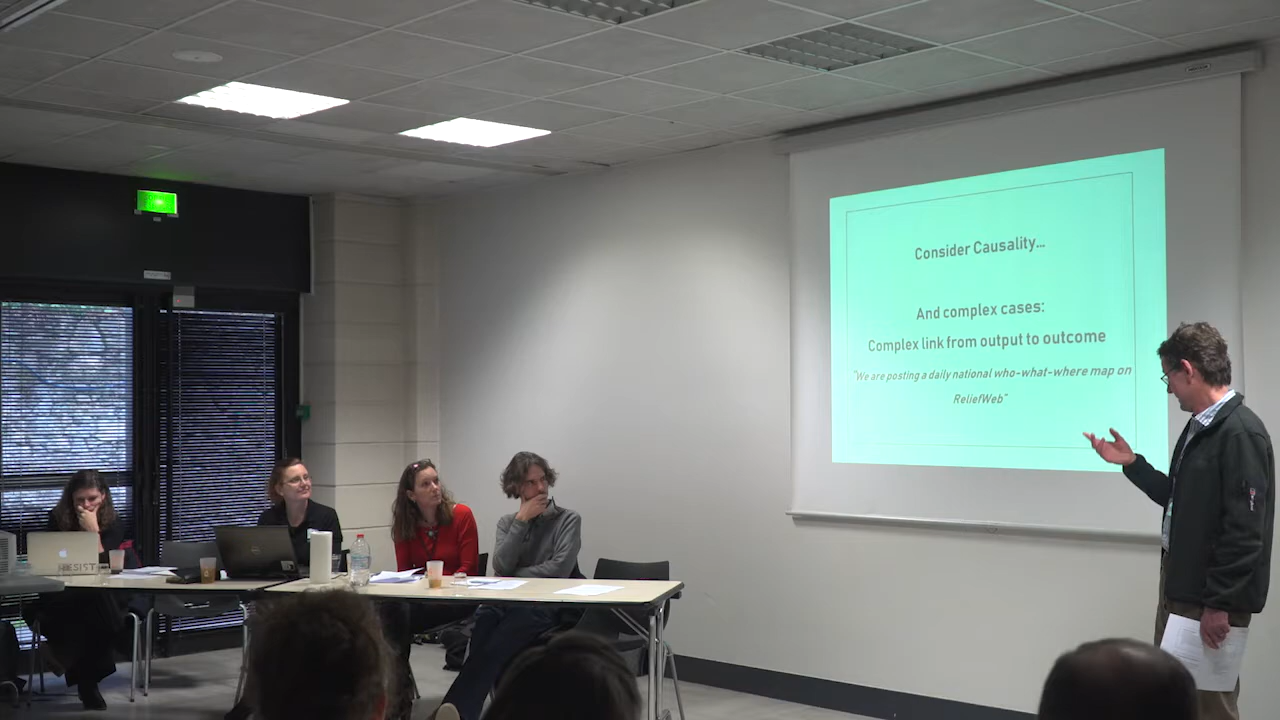 Consider Causality...
And complex cases:
Complex link from output to outcome
"We are posting a daily national who-what-where map on
ReliefWeb"
RESIST